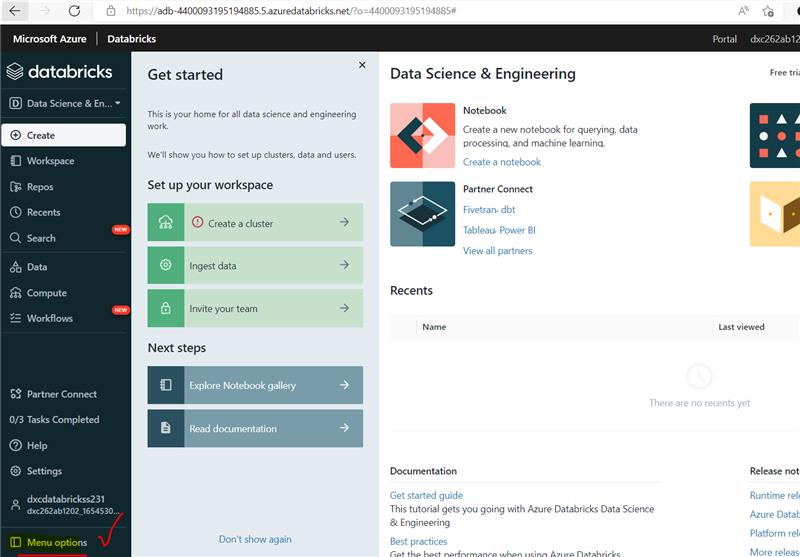 https://adb-4400093195194885.5.azuredatabricks.net/?o=4400093195194885#
Microsoft Azure
Databricks
Portal
dxc262ab12
databricks
Data Science & En...
Create
Workspace
Repos
Recents
Search
NEW
Data
Compute
Workflows
NEW
Partner Connect
0/3 Tasks Completed
Help
Settings
dxcdatabrickss231
dxc262ab1202_1654530...
Menu options
Get started
This is your home for all data science and engineering
work.
We'll show you how to set up clusters, data and users.
Set up your workspace
Create a cluster
Ingest data
Invite your team
Next steps
Explore Notebook gallery
Read documentation
Don't show again
Data Science & Engineering
Free tria
Notebook
Create a new notebook for querying, data
processing, and machine learning.
Create a notebook
Partner Connect
Fivetran, dbt
Tableau, Power BI
View all partners
Recents
Name
Last viewed
There are no recents yet
Documentation
Get started guide
This tutorial gets you going with Azure Databricks Data Science
& Engineering
Best practices
Get the best performance when using Azure Databricks
Release note
Runtime rele
Azure Datab
Platform rele
More release